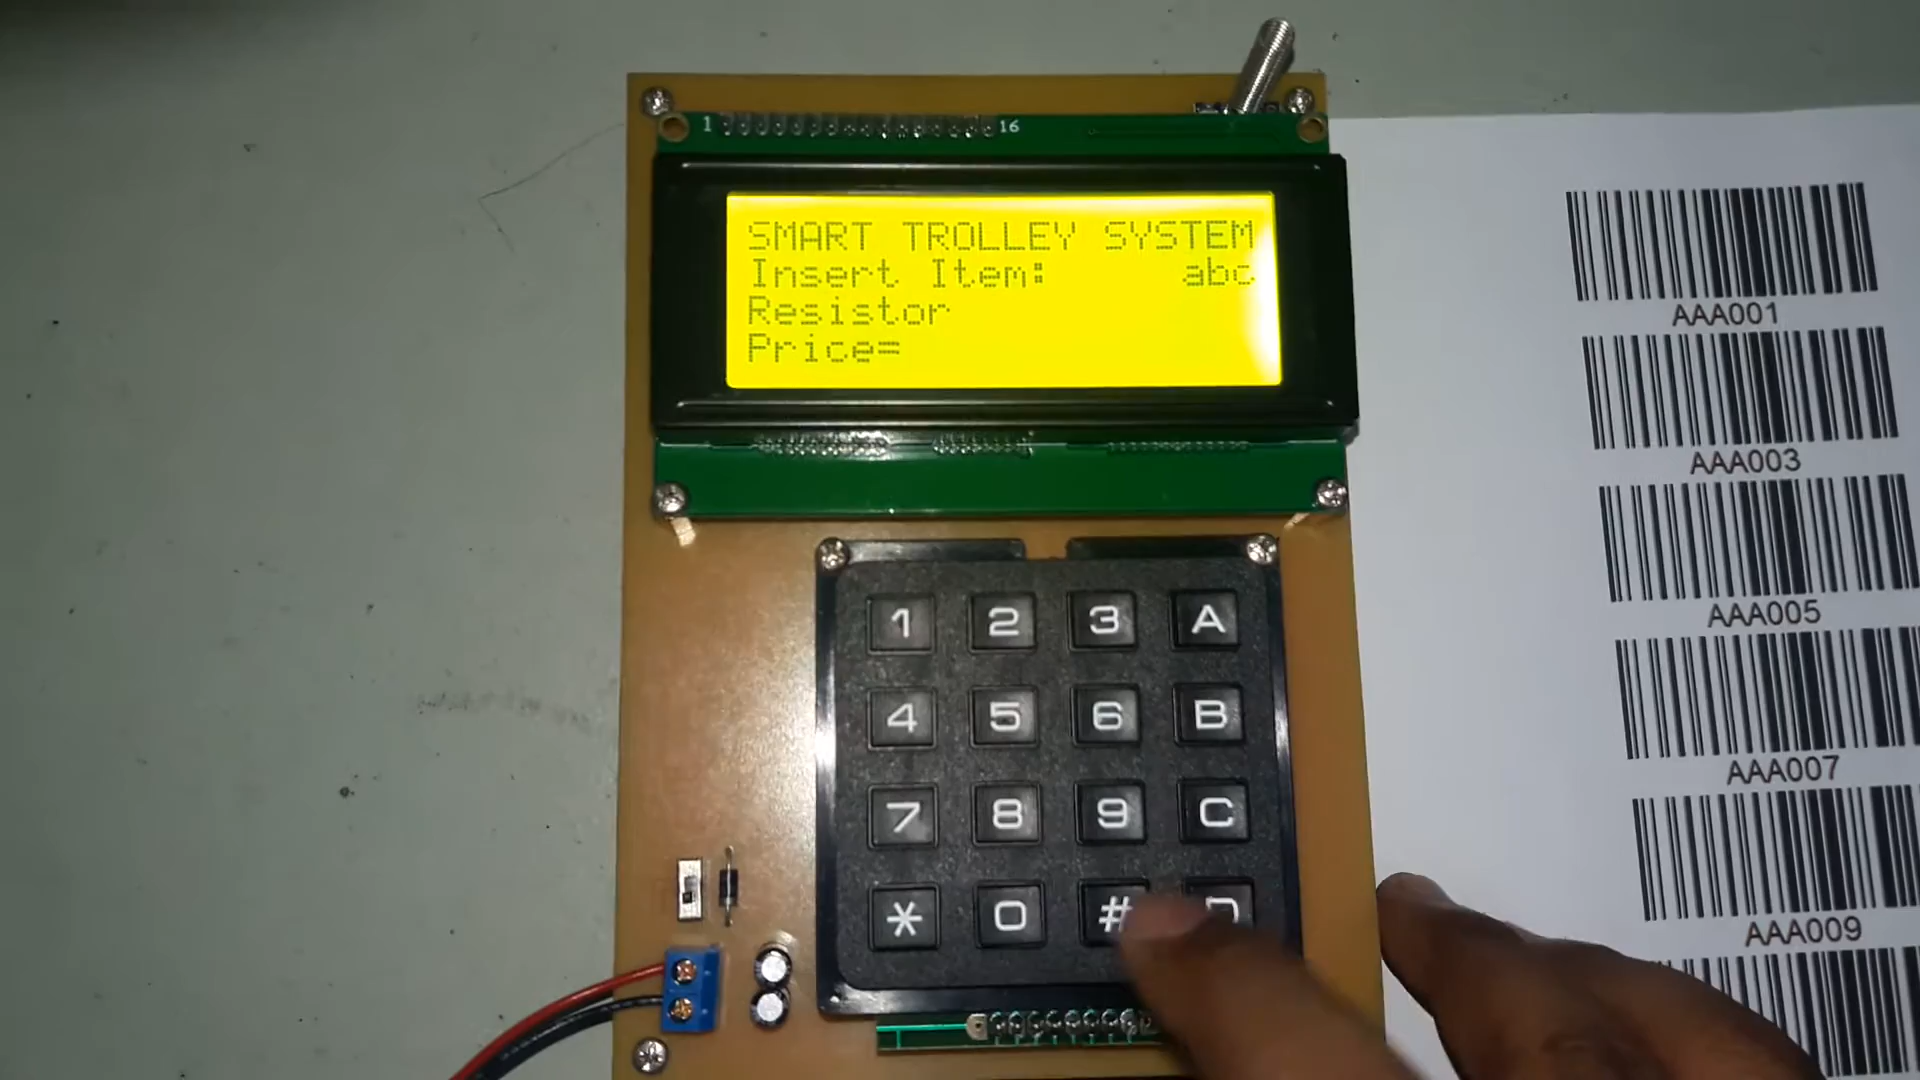 1 16
SMART TROLLEY SYSTEM
Insert Item: abc
Resistor
Price=
1 2 3 A
4 5 6 B
7 8 9 C
* 0 # D
AAA001
AAA003
AAA005
AAA007
AAA009